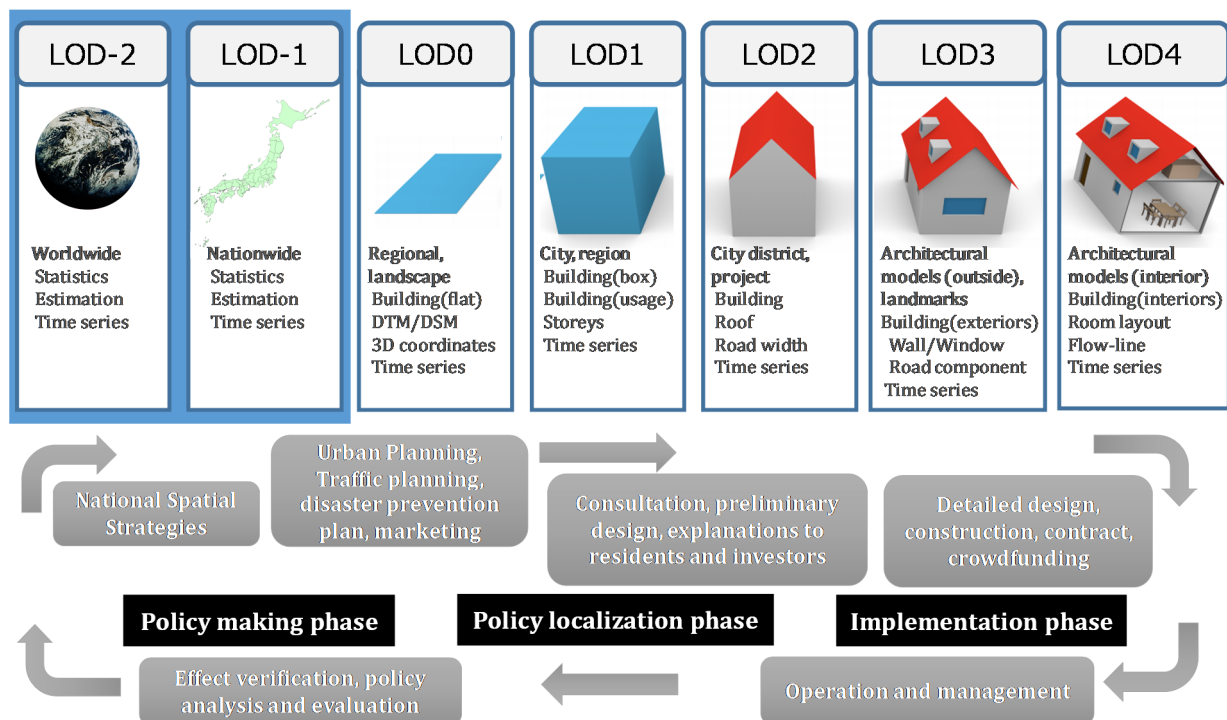 LOD-2
Worldwide
Statistics
Estimation
Time series
LOD-1
Nationwide
Statistics
Estimation
Time series
LOD0
Regional,
landscape
Building(flat)
DTM/DSM
3D coordinates
Time series
LOD1
City, region
Building(box)
Building(usage)
Storeys
Time series
LOD2
City district,
project
Building
Roof
Road width
Time series
LOD3
Architectural
models (outside),
landmarks
Building(exteriors)
Wall/Window
Road component
Time series
LOD4
Architectural
models (interior)
Building(interiors)
Room layout
Flow-line
Time series
National Spatial
Strategies
Urban Planning,
Traffic planning,
disaster prevention
plan, marketing
Consultation, preliminary
design, explanations to
residents and investors
Detailed design,
construction, contract,
crowdfunding
Policy making phase
Policy localization phase
Implementation phase
Effect verification, policy
analysis and evaluation
Operation and management